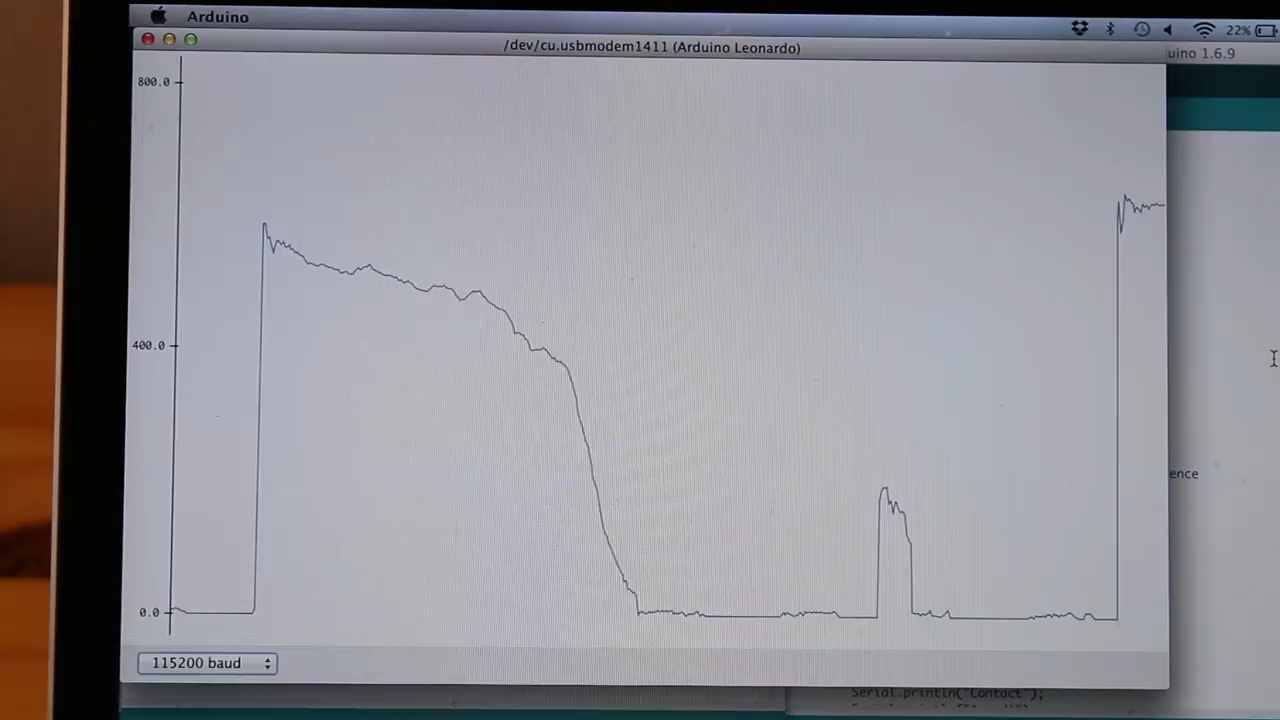 Arduino
22%
/dev/cu.usbmodem1411 (Arduino Leonardo)
uino 1.6.9
800.0
400.0
ence
0.0
115200 baud
Serial.println("Contact");